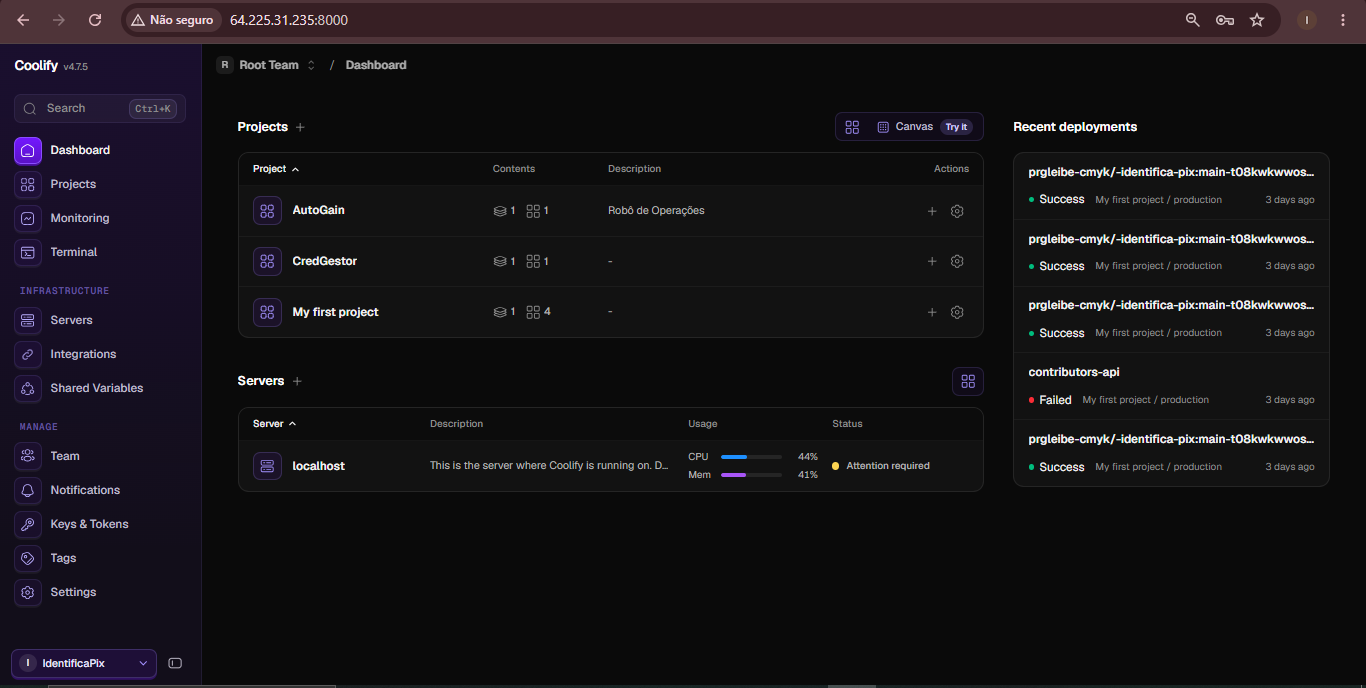 Não seguro
64.225.31.235:8000
I
Coolify v4.7.5
R Root Team / Dashboard
Search Ctrl+K
Dashboard
Projects
Monitoring
Terminal
INFRASTRUCTURE
Servers
Integrations
Shared Variables
MANAGE
Team
Notifications
Keys & Tokens
Tags
Settings
I IdentificaPix
Projects +
Canvas Try it
Project Contents Description Actions
AutoGain 1 1 Robô de Operações
CredGestor 1 1 -
My first project 1 4 -
Servers +
Server Description Usage Status
localhost This is the server where Coolify is running on. D... CPU 44% Mem 41% Attention required
Recent deployments
prgleibe-cmyk/-identifica-pix:main-t08kwkwwos...
Success My first project / production 3 days ago
prgleibe-cmyk/-identifica-pix:main-t08kwkwwos...
Success My first project / production 3 days ago
prgleibe-cmyk/-identifica-pix:main-t08kwkwwos...
Success My first project / production 3 days ago
contributors-api
Failed My first project / production 3 days ago
prgleibe-cmyk/-identifica-pix:main-t08kwkwwos...
Success My first project / production 3 days ago